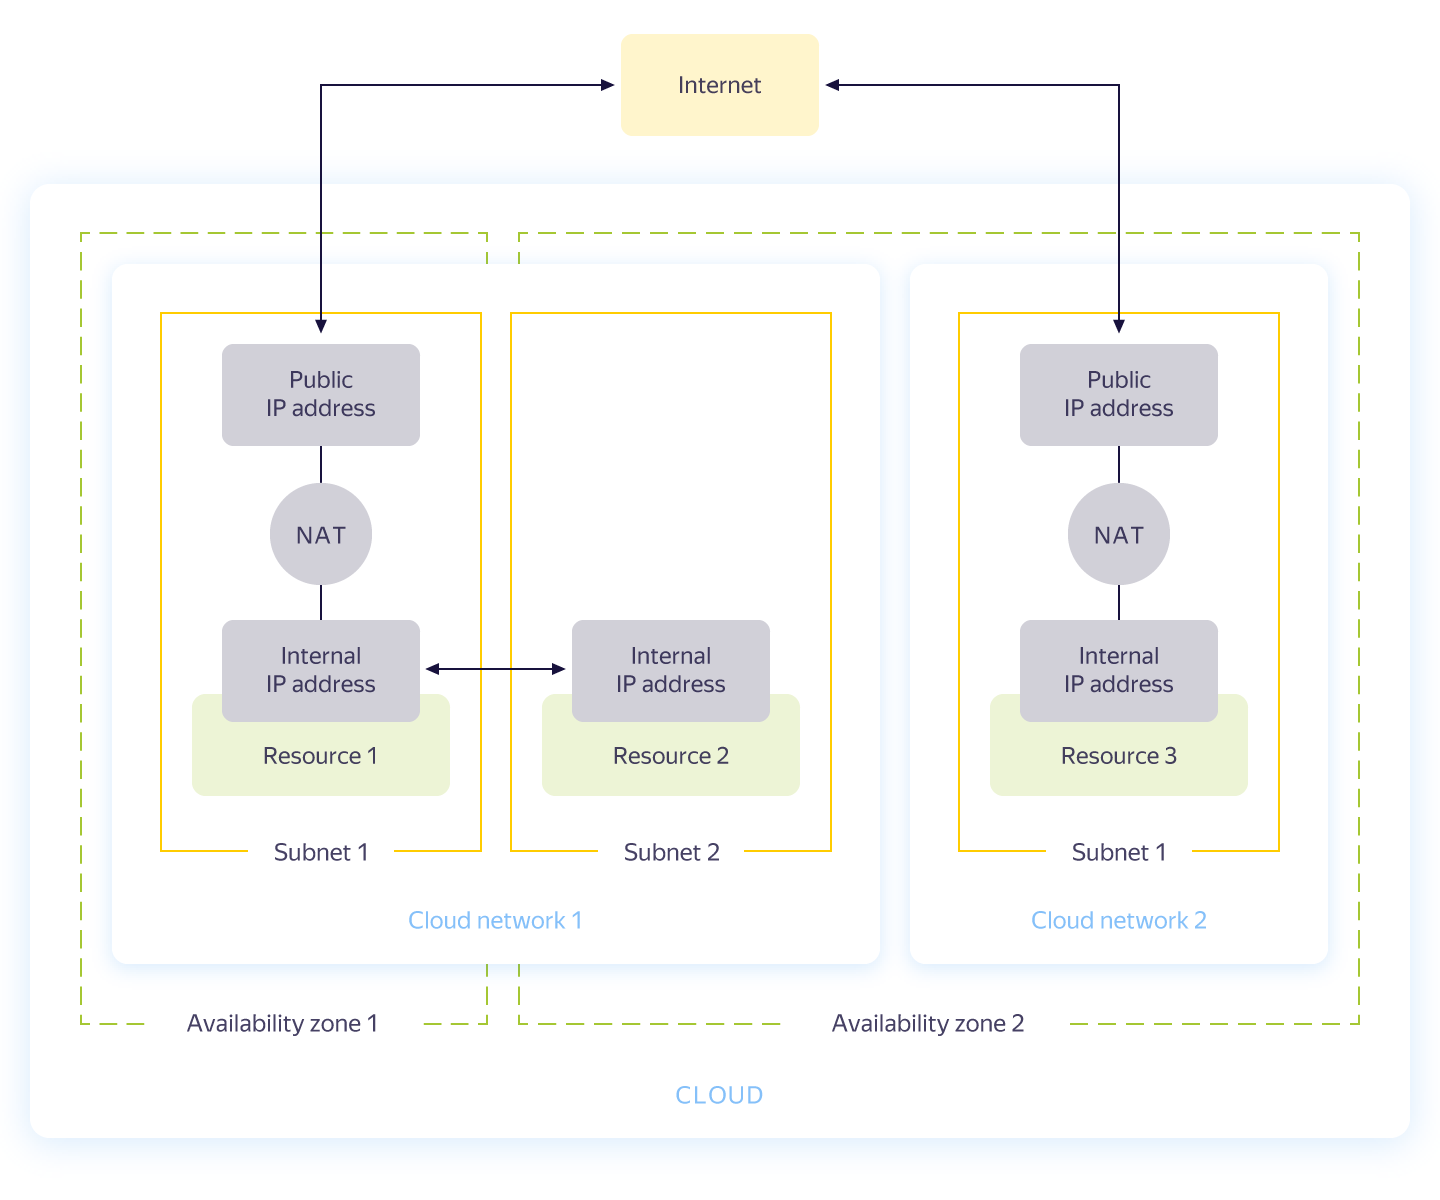 Internet
Public
IP address
Public
IP address
NAT
NAT
Internal
IP address
Internal
IP address
Internal
IP address
Resource 1
Resource 2
Resource 3
Subnet 1
Subnet 2
Subnet 1
Cloud network 1
Cloud network 2
Availability zone 1
Availability zone 2
CLOUD